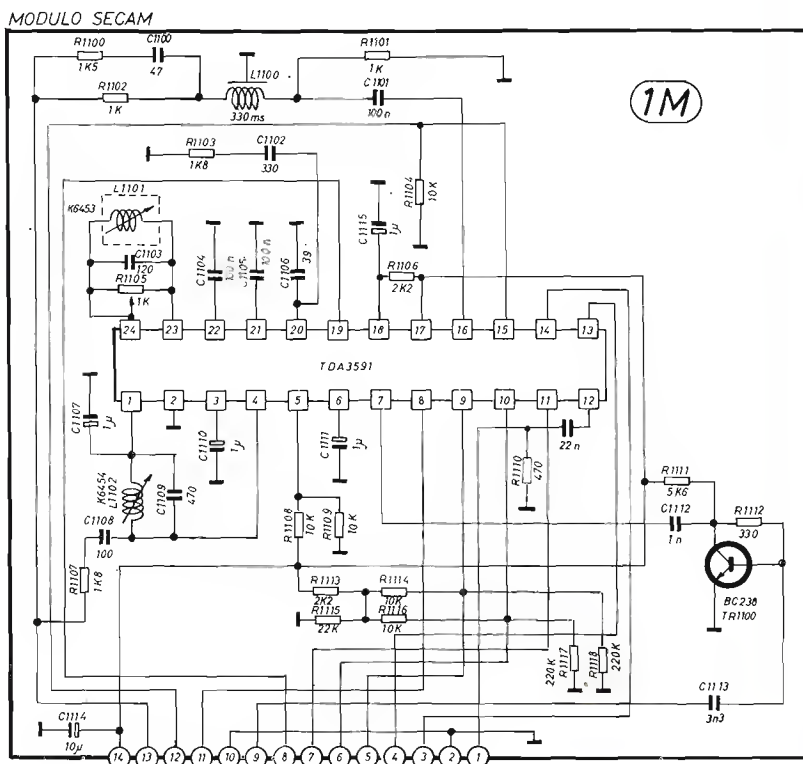 MODULO SECAM
R1100
1K5
C1100
47
R1102
1K
L1100
330ms
R1101
1K
C1101
100n
1M
R1103
1K8
C1102
330
R1104
10K
L1101
K6453
C1103
120
R1105
1K
C1104
100n
C1105
100n
C1106
39
C1115
1µ
R1106
2K2
24 23 22 21 20 19 18 17 16 15 14 13
TDA3591
1 2 3 4 5 6 7 8 9 10 11 12
C1107
1µ
C1110
1µ
C1111
1µ
22n
R1110
470
K6454
L1102
C1109
470
C1108
100
R1107
1K8
R1108
10K
R1109
10K
R1111
5K6
C1112
1n
R1112
330
BC238
TR1100
R1113
2K2
R1114
10K
R1115
22K
R1116
10K
R1117
220K
R1118
220K
C1113
3n3
C1114
10µ
14 13 12 11 10 9 8 7 6 5 4 3 2 1